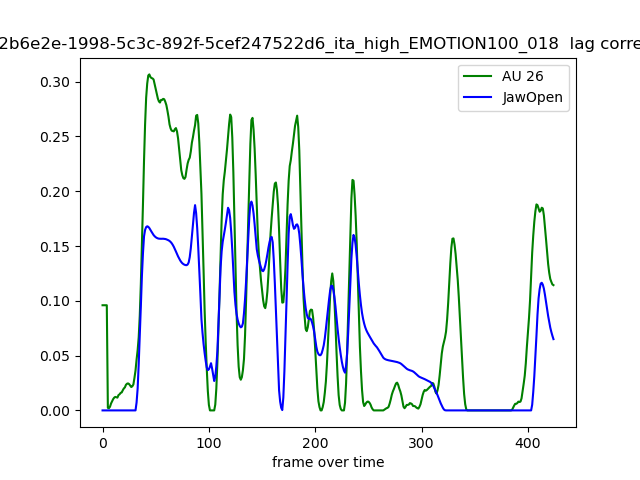 2b6e2e-1998-5c3c-892f-5cef247522d6_ita_high_EMOTION100_018 lag corre
AU 26
JawOpen
0.30
0.25
0.20
0.15
0.10
0.05
0.00
0 100 200 300 400
frame over time